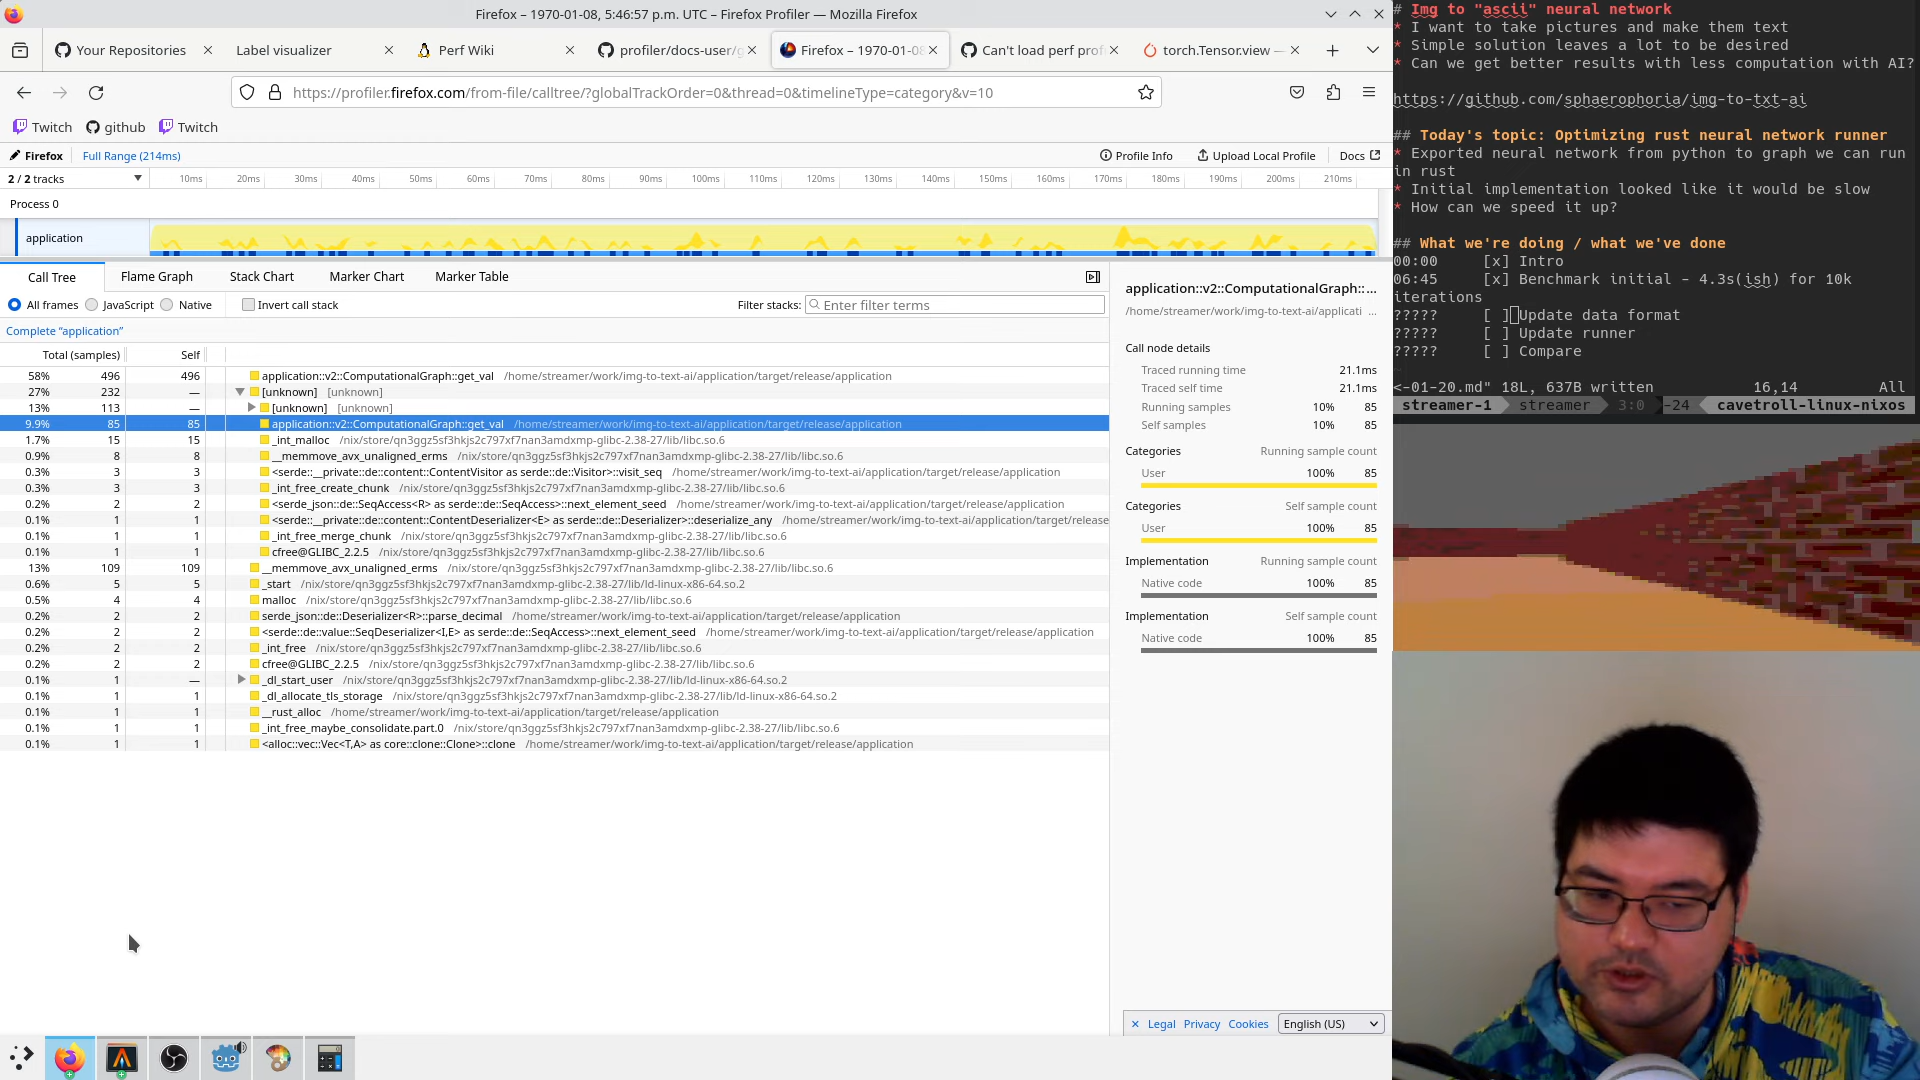 Firefox – 1970-01-08, 5:46:57 p.m. UTC – Firefox Profiler — Mozilla Firefox
Your Repositories
Label visualizer
Perf Wiki
profiler/docs-user/g
Firefox – 1970-01-08
Can't load perf prof
torch.Tensor.view —
https://profiler.firefox.com/from-file/calltree/?globalTrackOrder=0&thread=0&timelineType=category&v=10
Twitch github Twitch
Firefox Full Range (214ms) Profile Info Upload Local Profile Docs
2 / 2 tracks 10ms 20ms 30ms 40ms 50ms 60ms 70ms 80ms 90ms 100ms 110ms 120ms 130ms 140ms 150ms 160ms 170ms 180ms 190ms 200ms 210ms
Process 0
application
Call Tree Flame Graph Stack Chart Marker Chart Marker Table
All frames JavaScript Native Invert call stack Filter stacks: Enter filter terms
Complete “application”
Total (samples) Self
58% 496 496 application::v2::ComputationalGraph::get_val /home/streamer/work/img-to-text-ai/application/target/release/application
27% 232 — [unknown] [unknown]
13% 113 — [unknown] [unknown]
9.9% 85 85 application::v2::ComputationalGraph::get_val /home/streamer/work/img-to-text-ai/application/target/release/application
1.7% 15 15 _int_malloc /nix/store/qn3ggz5sf3hkjs2c797xf7nan3amdxmp-glibc-2.38-27/lib/libc.so.6
0.9% 8 8 __memmove_avx_unaligned_erms /nix/store/qn3ggz5sf3hkjs2c797xf7nan3amdxmp-glibc-2.38-27/lib/libc.so.6
0.3% 3 3 <serde::__private::de::content::ContentVisitor as serde::de::Visitor>::visit_seq /home/streamer/work/img-to-text-ai/application/target/release/application
0.3% 3 3 _int_free_create_chunk /nix/store/qn3ggz5sf3hkjs2c797xf7nan3amdxmp-glibc-2.38-27/lib/libc.so.6
0.2% 2 2 <serde_json::de::SeqAccess<R> as serde::de::SeqAccess>::next_element_seed /home/streamer/work/img-to-text-ai/application/target/release/application
0.1% 1 1 <serde::__private::de::content::ContentDeserializer<E> as serde::de::Deserializer>::deserialize_any /home/streamer/work/img-to-text-ai/application/target/release
0.1% 1 1 _int_free_merge_chunk /nix/store/qn3ggz5sf3hkjs2c797xf7nan3amdxmp-glibc-2.38-27/lib/libc.so.6
0.1% 1 1 cfree@GLIBC_2.2.5 /nix/store/qn3ggz5sf3hkjs2c797xf7nan3amdxmp-glibc-2.38-27/lib/libc.so.6
13% 109 109 __memmove_avx_unaligned_erms /nix/store/qn3ggz5sf3hkjs2c797xf7nan3amdxmp-glibc-2.38-27/lib/libc.so.6
0.6% 5 5 _start /nix/store/qn3ggz5sf3hkjs2c797xf7nan3amdxmp-glibc-2.38-27/lib/ld-linux-x86-64.so.2
0.5% 4 4 malloc /nix/store/qn3ggz5sf3hkjs2c797xf7nan3amdxmp-glibc-2.38-27/lib/libc.so.6
0.2% 2 2 serde_json::de::Deserializer<R>::parse_decimal /home/streamer/work/img-to-text-ai/application/target/release/application
0.2% 2 2 <serde::de::value::SeqDeserializer<I,E> as serde::de::SeqAccess>::next_element_seed /home/streamer/work/img-to-text-ai/application/target/release/application
0.2% 2 2 _int_free /nix/store/qn3ggz5sf3hkjs2c797xf7nan3amdxmp-glibc-2.38-27/lib/libc.so.6
0.2% 2 2 cfree@GLIBC_2.2.5 /nix/store/qn3ggz5sf3hkjs2c797xf7nan3amdxmp-glibc-2.38-27/lib/libc.so.6
0.1% 1 — _dl_start_user /nix/store/qn3ggz5sf3hkjs2c797xf7nan3amdxmp-glibc-2.38-27/lib/ld-linux-x86-64.so.2
0.1% 1 1 _dl_allocate_tls_storage /nix/store/qn3ggz5sf3hkjs2c797xf7nan3amdxmp-glibc-2.38-27/lib/ld-linux-x86-64.so.2
0.1% 1 1 __rust_alloc /home/streamer/work/img-to-text-ai/application/target/release/application
0.1% 1 1 _int_free_maybe_consolidate.part.0 /nix/store/qn3ggz5sf3hkjs2c797xf7nan3amdxmp-glibc-2.38-27/lib/libc.so.6
0.1% 1 1 <alloc::vec::Vec<T,A> as core::clone::Clone>::clone /home/streamer/work/img-to-text-ai/application/target/release/application
application::v2::ComputationalGraph::...
/home/streamer/work/img-to-text-ai/applicati ...
Call node details
Traced running time 21.1ms
Traced self time 21.1ms
Running samples 10% 85
Self samples 10% 85
Categories Running sample count
User 100% 85
Categories Self sample count
User 100% 85
Implementation Running sample count
Native code 100% 85
Implementation Self sample count
Native code 100% 85
× Legal Privacy Cookies English (US)
# Img to "ascii" neural network
* I want to take pictures and make them text
* Simple solution leaves a lot to be desired
* Can we get better results with less computation with AI?
https://github.com/sphaerophoria/img-to-txt-ai
## Today's topic: Optimizing rust neural network runner
* Exported neural network from python to graph we can run
in rust
* Initial implementation looked like it would be slow
* How can we speed it up?
## What we're doing / what we've done
00:00 [x] Intro
06:45 [x] Benchmark initial - 4.3s(ish) for 10k
iterations
????? [ ] Update data format
????? [ ] Update runner
????? [ ] Compare
~
<-01-20.md" 18L, 637B written 16,14 All
streamer-1 streamer 3:0 -24 cavetroll-linux-nixos